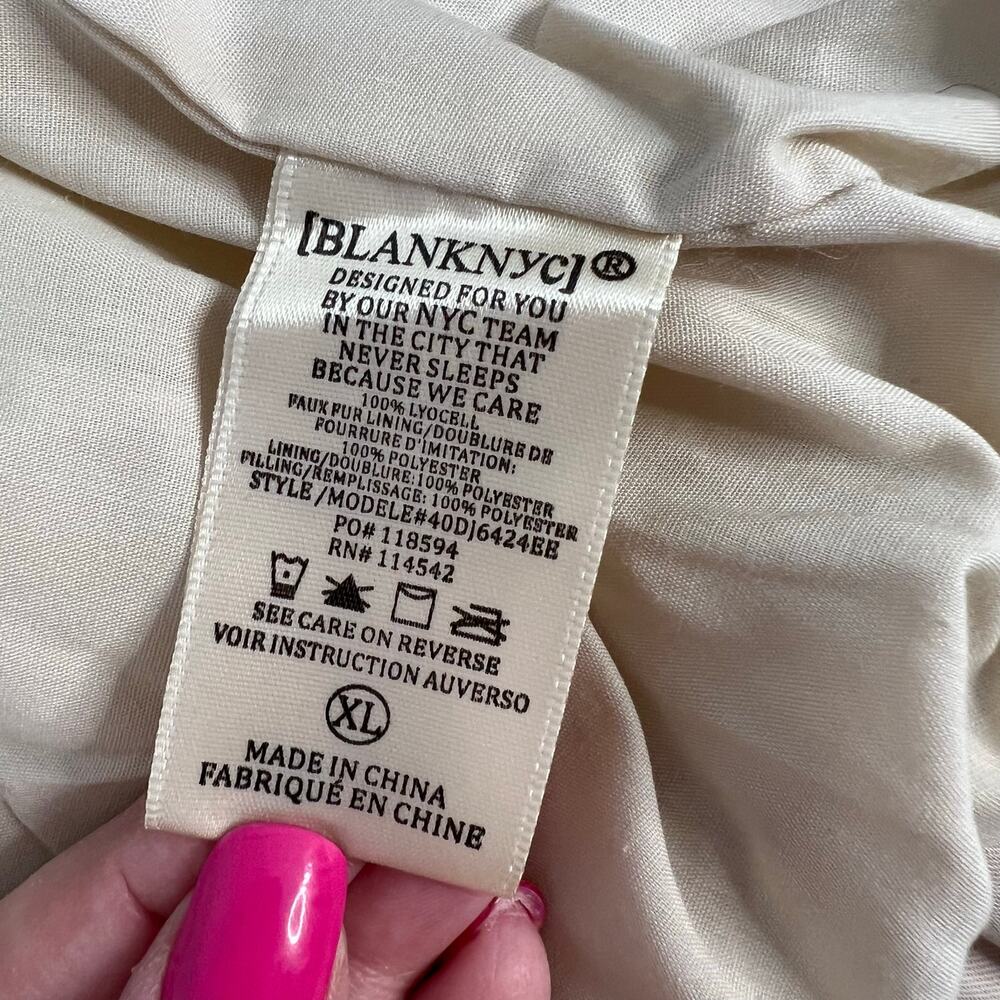 [BLANKNYC]®
DESIGNED FOR YOU
BY OUR NYC TEAM
IN THE CITY THAT
NEVER SLEEPS
BECAUSE WE CARE
100% LYOCELL
FAUX FUR LINING/DOUBLURE DE
FOURRURE D'IMITATION:
100% POLYESTER
LINING/DOUBLURE:100% POLYESTER
FILLING/REMPLISSAGE: 100% POLYESTER
STYLE/MODELE#40DJ6424EE
PO# 118594
RN# 114542
SEE CARE ON REVERSE
VOIR INSTRUCTION AUVERSO
XL
MADE IN CHINA
FABRIQUÉ EN CHINE